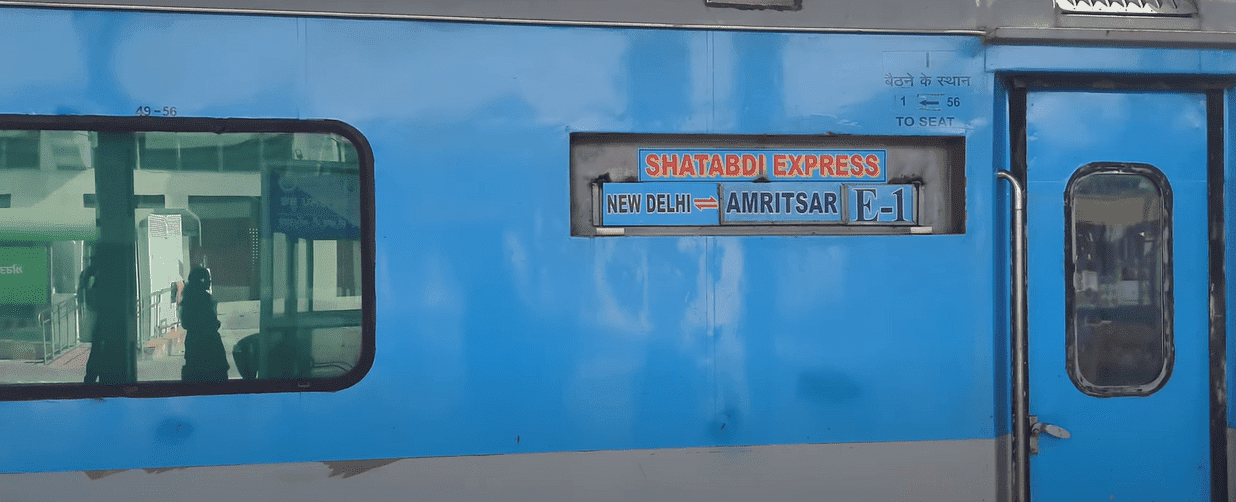 49-56
बैठने के स्थान
1 ← 56
TO SEAT
SHATABDI EXPRESS
NEW DELHI ⇌ AMRITSAR E-1